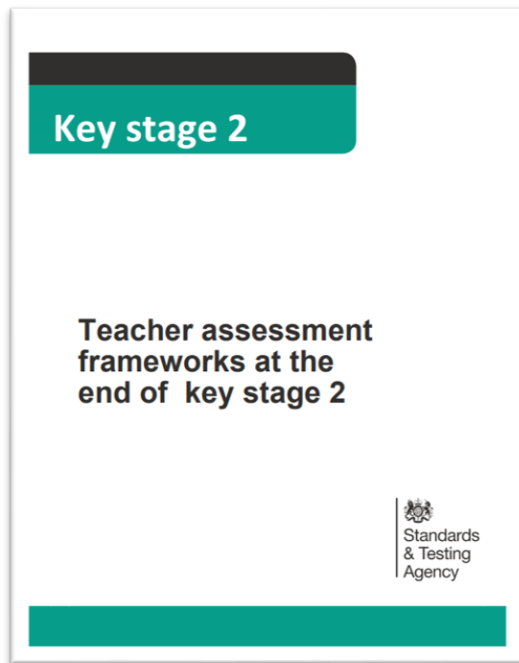 Key stage 2
Teacher assessment
frameworks at the
end of key stage 2
Standards
& Testing
Agency